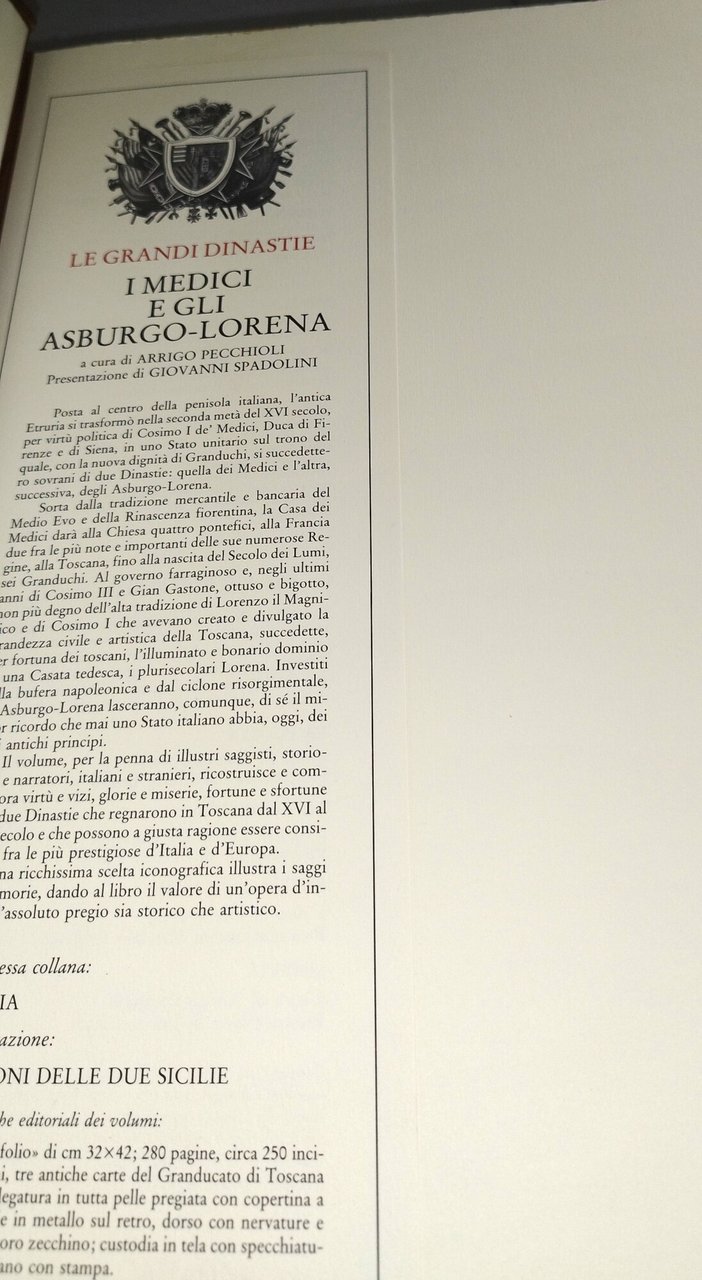 LE GRANDI DINASTIE
I MEDICI
E GLI
ASBURGO-LORENA
a cura di ARRIGO PECCHIOLI
Presentazione di GIOVANNI SPADOLINI
Posta al centro della penisola italiana, l'antica
Etruria si trasformò nella seconda metà del XVI secolo,
per virtù politica di Cosimo I de' Medici, Duca di Fi-
renze e di Siena, in uno Stato unitario sul trono del
quale, con la nuova dignità di Granduchi, si succedette-
ro sovrani di due Dinastie: quella dei Medici e l'altra,
successiva, degli Asburgo-Lorena.
Sorta dalla tradizione mercantile e bancaria del
Medio Evo e della Rinascenza fiorentina, la Casa dei
Medici darà alla Chiesa quattro pontefici, alla Francia
due fra le più note e importanti delle sue numerose Re-
gine, alla Toscana, fino alla nascita del Secolo dei Lumi,
sei Granduchi. Al governo farraginoso e, negli ultimi
anni di Cosimo III e Gian Gastone, ottuso e bigotto,
non più degno dell'alta tradizione di Lorenzo il Magni-
ico e di Cosimo I che avevano creato e divulgato la
randezza civile e artistica della Toscana, succedette,
er fortuna dei toscani, l'illuminato e bonario dominio
una Casata tedesca, i plurisecolari Lorena. Investiti
lla bufera napoleonica e dal ciclone risorgimentale,
Asburgo-Lorena lasceranno, comunque, di sé il mi-
or ricordo che mai uno Stato italiano abbia, oggi, dei
i antichi principi.
Il volume, per la penna di illustri saggisti, storio-
e narratori, italiani e stranieri, ricostruisce e com-
ora virtù e vizi, glorie e miserie, fortune e sfortune
due Dinastie che regnarono in Toscana dal XVI al
ecolo e che possono a giusta ragione essere consi-
fra le più prestigiose d'Italia e d'Europa.
na ricchissima scelta iconografica illustra i saggi
morie, dando al libro il valore di un'opera d'in-
'assoluto pregio sia storico che artistico.
essa collana:
IA
azione:
ONI DELLE DUE SICILIE
he editoriali dei volumi:
folio» di cm 32×42; 280 pagine, circa 250 inci-
i, tre antiche carte del Granducato di Toscana
legatura in tutta pelle pregiata con copertina a
e in metallo sul retro, dorso con nervature e
oro zecchino; custodia in tela con specchiatu-
ano con stampa.